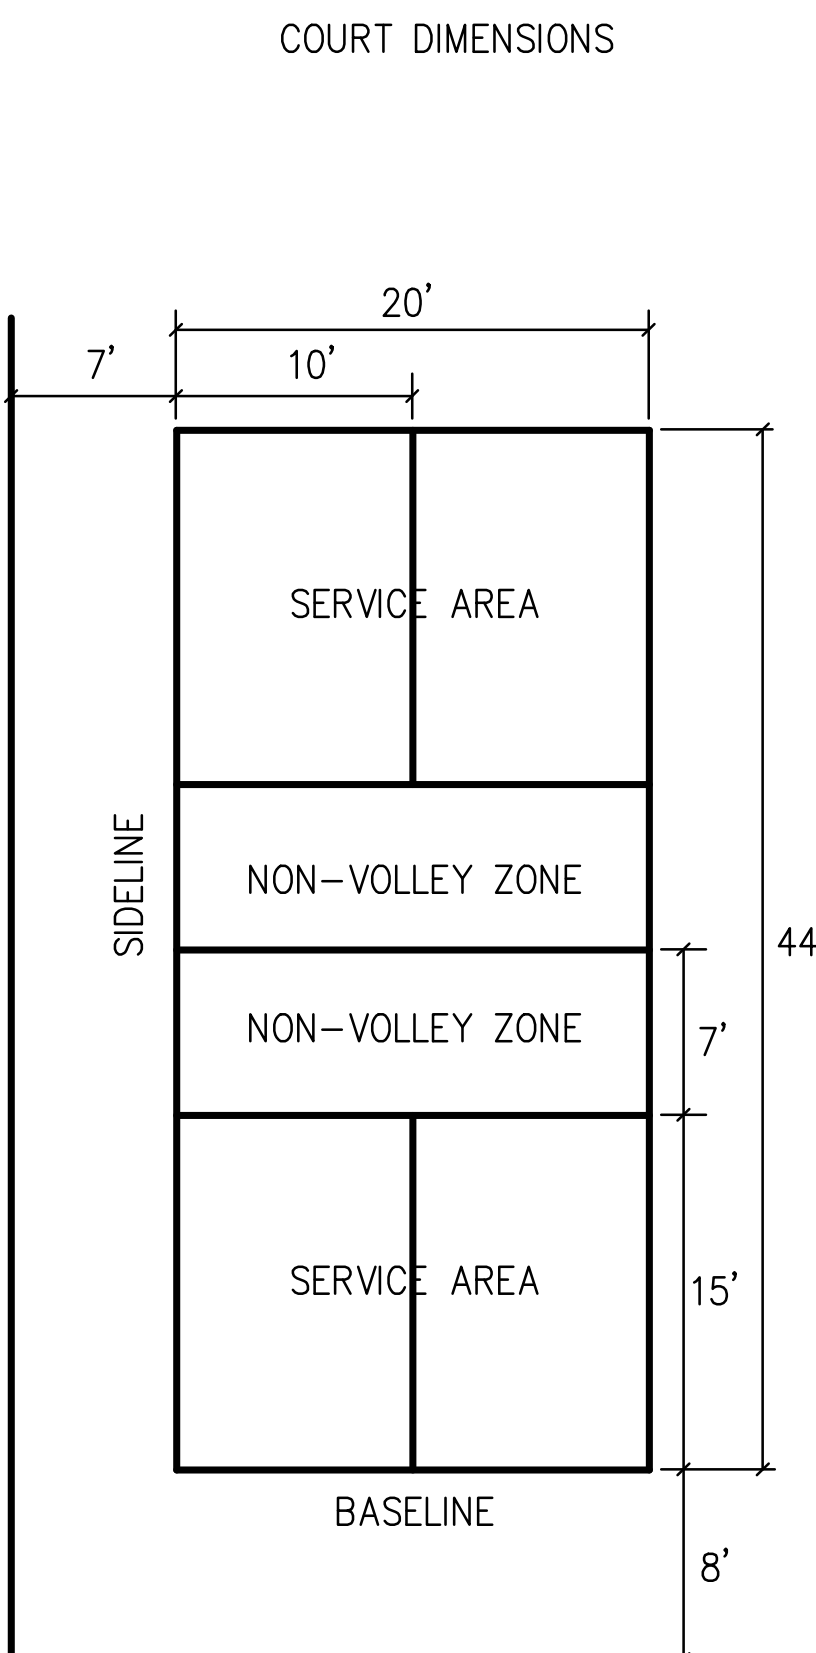 COURT DIMENSIONS
20'
7'
10'
SERVICE AREA
SIDELINE
NON-VOLLEY ZONE
44
NON-VOLLEY ZONE
7'
SERVICE AREA
15'
BASELINE
8'